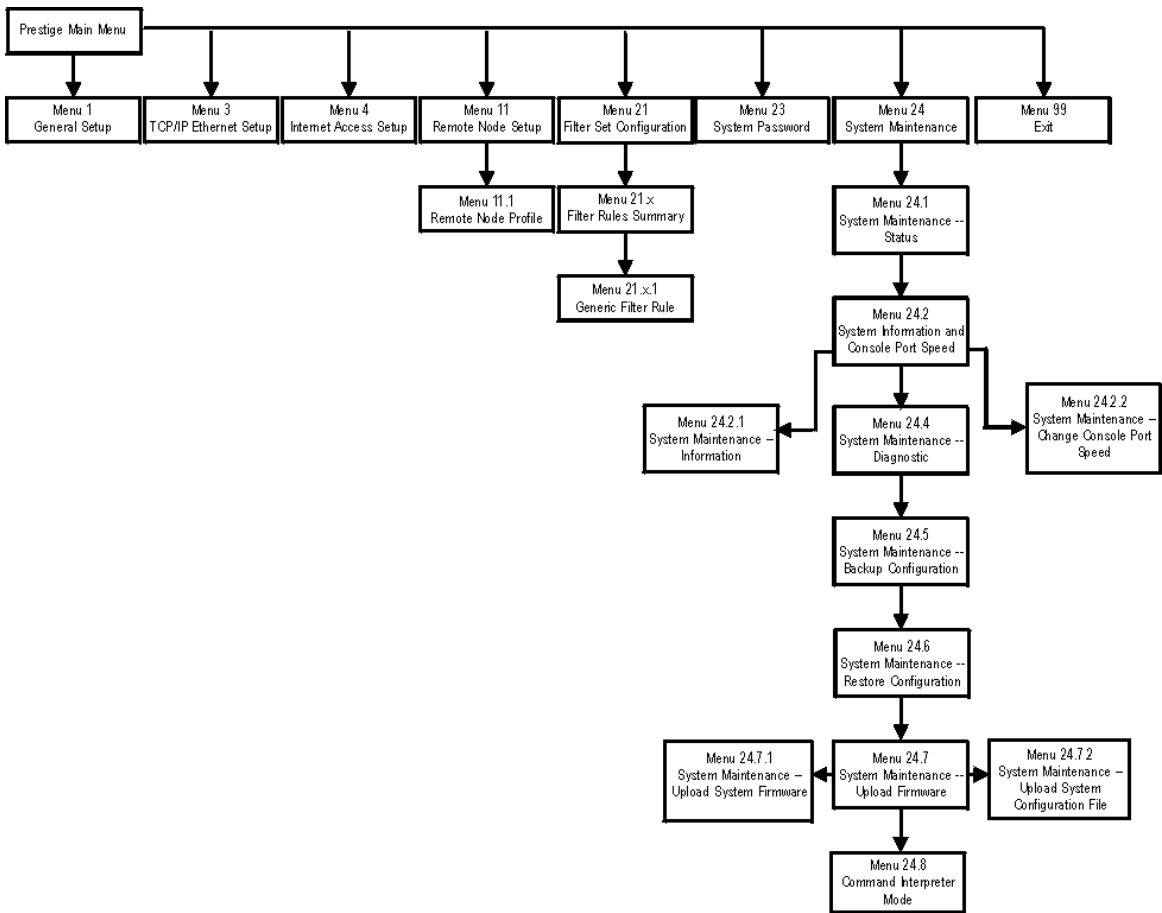 Prestige Main Menu
Menu 1
General Setup
Menu 3
TCP/IP Ethernet Setup
Menu 4
Internet Access Setup
Menu 11
Remote Node Setup
Menu 21
Filter Set Configuration
Menu 23
System Password
Menu 24
System Maintenance
Menu 99
Exit
Menu 11.1
Remote Node Profile
Menu 21.x
Filter Rules Summary
Menu 24.1
System Maintenance --
Status
Menu 21.x.1
Generic Filter Rule
Menu 24.2
System Information and
Console Port Speed
Menu 24.2.1
System Maintenance –
Information
Menu 24.4
System Maintenance --
Diagnostic
Menu 24.2.2
System Maintenance –
Change Console Port
Speed
Menu 24.5
System Maintenance --
Backup Configuration
Menu 24.6
System Maintenance --
Restore Configuration
Menu 24.7.1
System Maintenance –
Upload System Firmware
Menu 24.7
System Maintenance --
Upload Firmware
Menu 24.7.2
System Maintenance –
Upload System
Configuration File
Menu 24.8
Command Interpreter
Mode